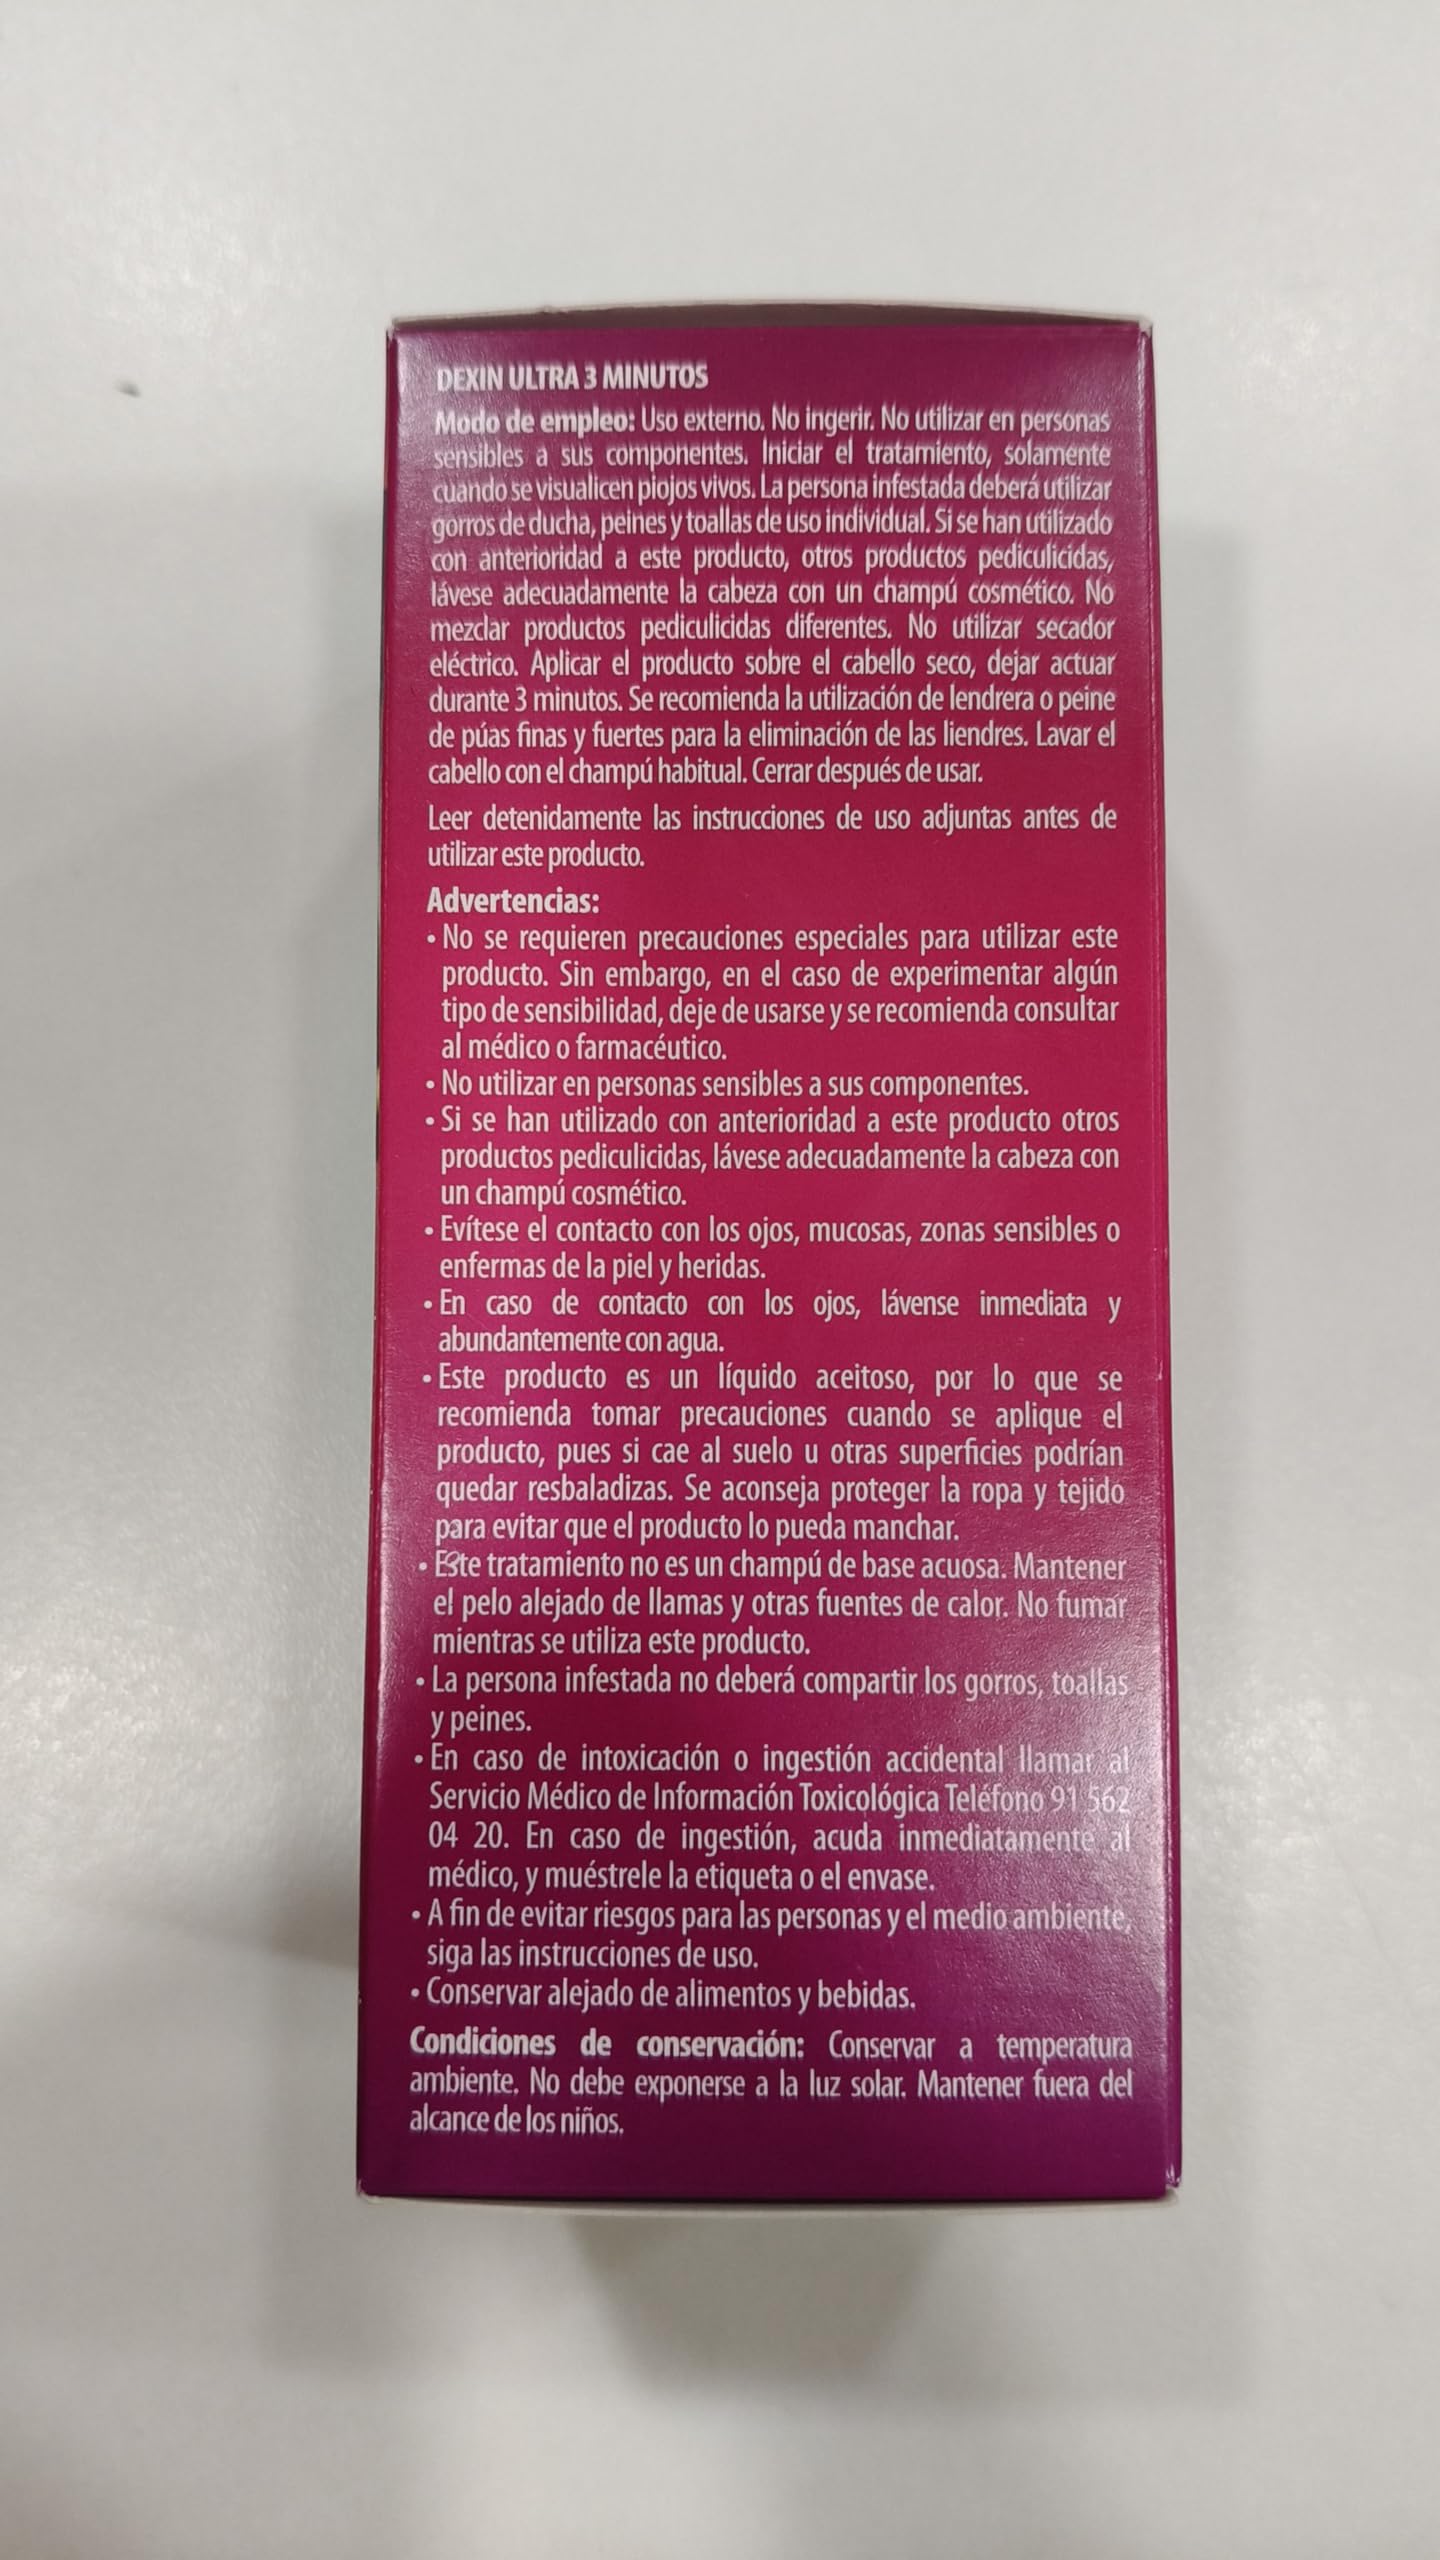 DEXIN ULTRA 3 MINUTOS
Modo de empleo: Uso externo. No ingerir. No utilizar en personas
sensibles a sus componentes. Iniciar el tratamiento, solamente
cuando se visualicen piojos vivos. La persona infestada deberá utilizar
gorros de ducha, peines y toallas de uso individual. Si se han utilizado
con anterioridad a este producto, otros productos pediculicidas,
lávese adecuadamente la cabeza con un champú cosmético. No
mezclar productos pediculicidas diferentes. No utilizar secador
eléctrico. Aplicar el producto sobre el cabello seco, dejar actuar
durante 3 minutos. Se recomienda la utilización de lendrera o peine
de púas finas y fuertes para la eliminación de las liendres. Lavar el
cabello con el champú habitual. Cerrar después de usar.
Leer detenidamente las instrucciones de uso adjuntas antes de
utilizar este producto.
Advertencias:
• No se requieren precauciones especiales para utilizar este
producto. Sin embargo, en el caso de experimentar algún
tipo de sensibilidad, deje de usarse y se recomienda consultar
al médico o farmacéutico.
• No utilizar en personas sensibles a sus componentes.
• Si se han utilizado con anterioridad a este producto otros
productos pediculicidas, lávese adecuadamente la cabeza con
un champú cosmético.
• Evítese el contacto con los ojos, mucosas, zonas sensibles o
enfermas de la piel y heridas.
• En caso de contacto con los ojos, lávense inmediata y
abundantemente con agua.
• Este producto es un líquido aceitoso, por lo que se
recomienda tomar precauciones cuando se aplique el
producto, pues si cae al suelo u otras superficies podrían
quedar resbaladizas. Se aconseja proteger la ropa y tejido
para evitar que el producto lo pueda manchar.
• Este tratamiento no es un champú de base acuosa. Mantener
el pelo alejado de llamas y otras fuentes de calor. No fumar
mientras se utiliza este producto.
• La persona infestada no deberá compartir los gorros, toallas
y peines.
• En caso de intoxicación o ingestión accidental llamar al
Servicio Médico de Información Toxicológica Teléfono 91 562
04 20. En caso de ingestión, acuda inmediatamente al
médico, y muéstrele la etiqueta o el envase.
• A fin de evitar riesgos para las personas y el medio ambiente,
siga las instrucciones de uso.
• Conservar alejado de alimentos y bebidas.
Condiciones de conservación: Conservar a temperatura
ambiente. No debe exponerse a la luz solar. Mantener fuera del
alcance de los niños.